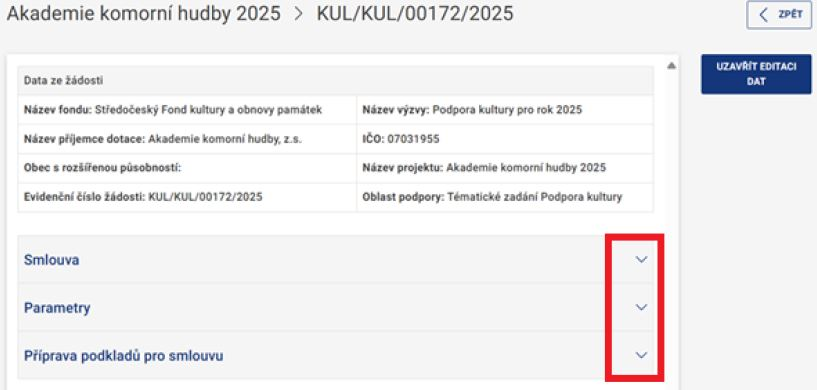 Akademie komorní hudby 2025 > KUL/KUL/00172/2025
ZPĚT
UZAVŘÍT EDITACI
DAT
Data ze žádosti
Název fondu: Středočeský Fond kultury a obnovy památek
Název výzvy: Podpora kultury pro rok 2025
Název příjemce dotace: Akademie komorní hudby, z.s.
IČO: 07031955
Obec s rozšířenou působností:
Název projektu: Akademie komorní hudby 2025
Evidenční číslo žádosti: KUL/KUL/00172/2025
Oblast podpory: Tématické zadání Podpora kultury
Smlouva
Parametry
Příprava podkladů pro smlouvu